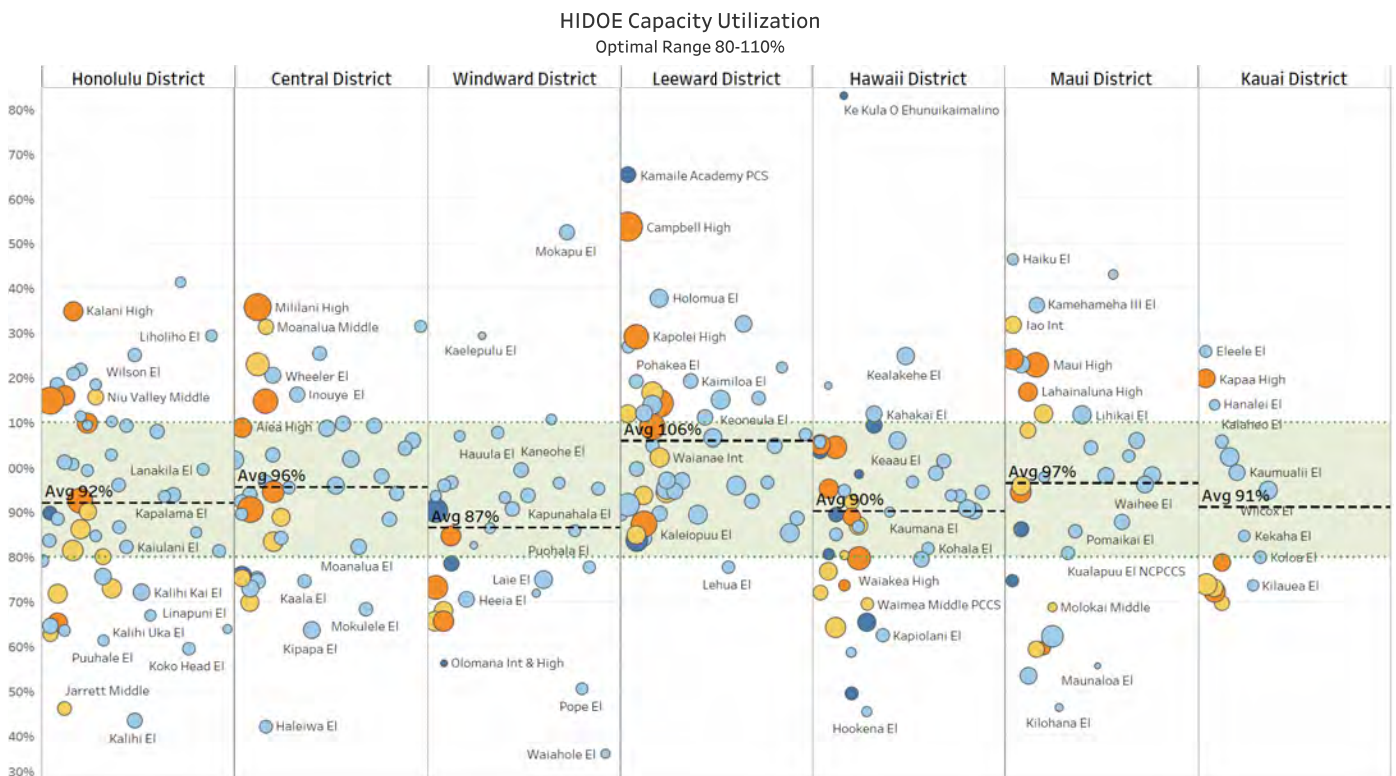 HIDOE Capacity Utilization
Optimal Range 80-110%
Honolulu District
Central District
Windward District
Leeward District
Hawaii District
Maui District
Kauai District
80%
70%
60%
50%
40%
30%
20%
10%
00%
90%
80%
70%
60%
50%
40%
30%
Kalani High
Liholiho El
Wilson El
Niu Valley Middle
Lanakila El
Avg 92%
Kapalama El
Kaiulani El
Kalihi Kai El
Linapuni El
Kalihi Uka El
Puuhale El
Koko Head El
Jarrett Middle
Kalihi El
Mililani High
Moanalua Middle
Wheeler El
Inouye El
Aiea High
Avg 96%
Moanalua El
Kaala El
Mokulele El
Kipapa El
Haleiwa El
Mokapu El
Kaelepulu El
Hauula El
Kaneohe El
Avg 87%
Kapunahala El
Puohala El
Laie El
Heeia El
Olomana Int & High
Pope El
Waiahole El
Kamaile Academy PCS
Campbell High
Holomua El
Kapolei High
Pohakea El
Kaimiloa El
Keoneula El
Avg 106%
Waianae Int
Kaleiopuu El
Lehua El
Ke Kula O Ehunuikaimalino
Kealakehe El
Kahakai El
Keaau El
Avg 90%
Kaumana El
Kohala El
Waiakea High
Waimea Middle PCCS
Kapiolani El
Hookena El
Haiku El
Kamehameha III El
Iao Int
Maui High
Lahainaluna High
Lihikai El
Avg 97%
Waihee El
Pomaikai El
Kualapuu El NCPCCS
Molokai Middle
Maunaloa El
Kilohana El
Eleele El
Kapaa High
Hanalei El
Kalaheo El
Kaumualii El
Avg 91%
Wilcox El
Kekaha El
Koloa El
Kilauea El